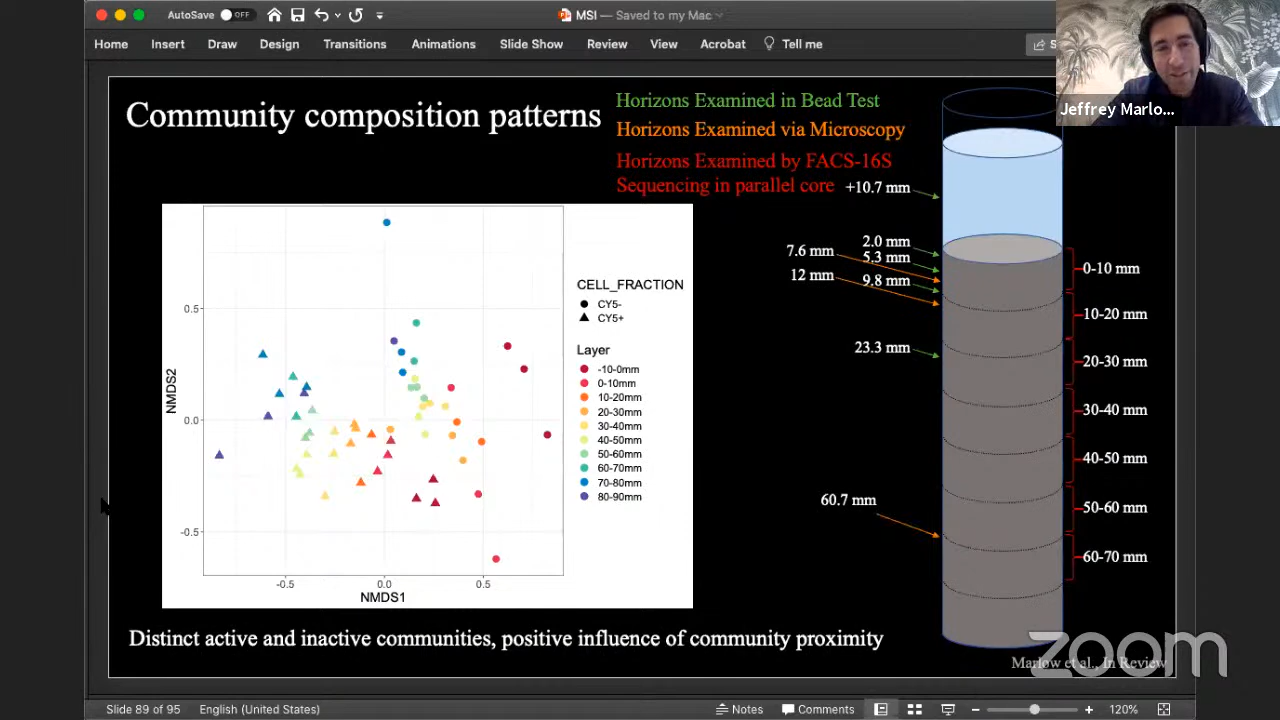 AutoSave OFF
MSI — Saved to my Mac
Home Insert Draw Design Transitions Animations Slide Show Review View Acrobat Tell me
Jeffrey Marlo...
Community composition patterns
Horizons Examined in Bead Test
Horizons Examined via Microscopy
Horizons Examined by FACS-16S
Sequencing in parallel core
+10.7 mm
2.0 mm
7.6 mm
5.3 mm
12 mm
9.8 mm
23.3 mm
60.7 mm
0-10 mm
10-20 mm
20-30 mm
30-40 mm
40-50 mm
50-60 mm
60-70 mm
NMDS2
0.5
0.0
-0.5
-0.5 0.0 0.5
NMDS1
CELL_FRACTION
CY5-
CY5+
Layer
-10-0mm
0-10mm
10-20mm
20-30mm
30-40mm
40-50mm
50-60mm
60-70mm
70-80mm
80-90mm
Distinct active and inactive communities, positive influence of community proximity
Marlow et al., In Review
zoom
Slide 89 of 95 English (United States) Notes Comments 120%